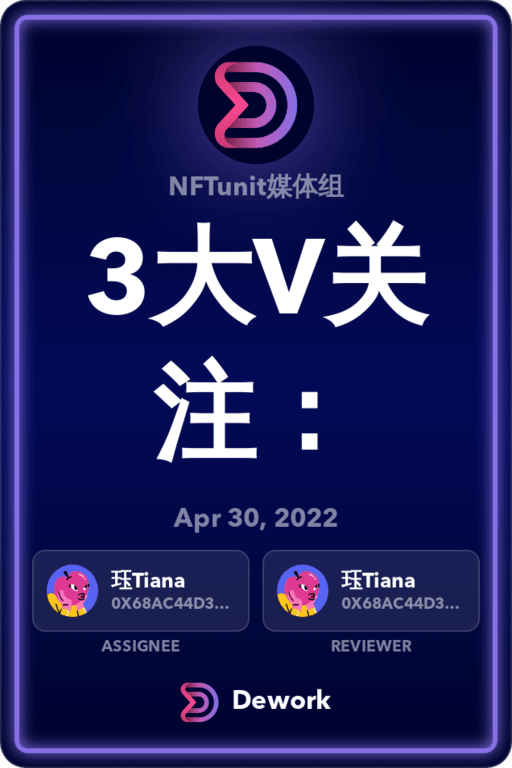 NFTunit媒体组
3大V关
注：
Apr 30, 2022
珏Tiana
0X68AC44D3...
ASSIGNEE
珏Tiana
0X68AC44D3...
REVIEWER
Dework